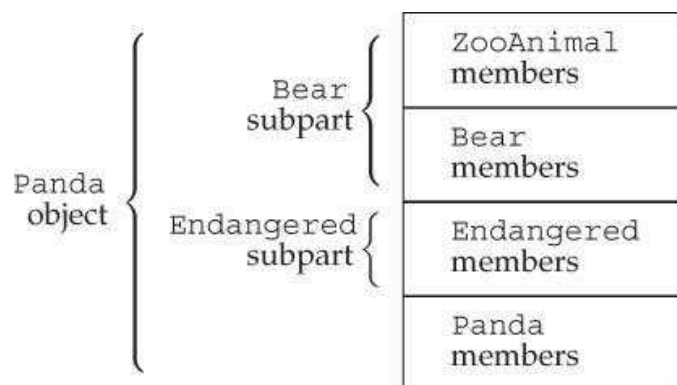 Panda
object
Bear
subpart
Endangered
subpart
ZooAnimal
members
Bear
members
Endangered
members
Panda
members